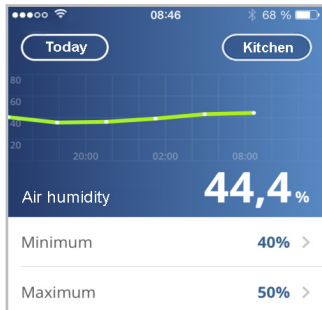 08:46 68 %
Today Kitchen
80
60
40
20
20:00 02:00 08:00
Air humidity 44,4 %
Minimum 40%
Maximum 50%